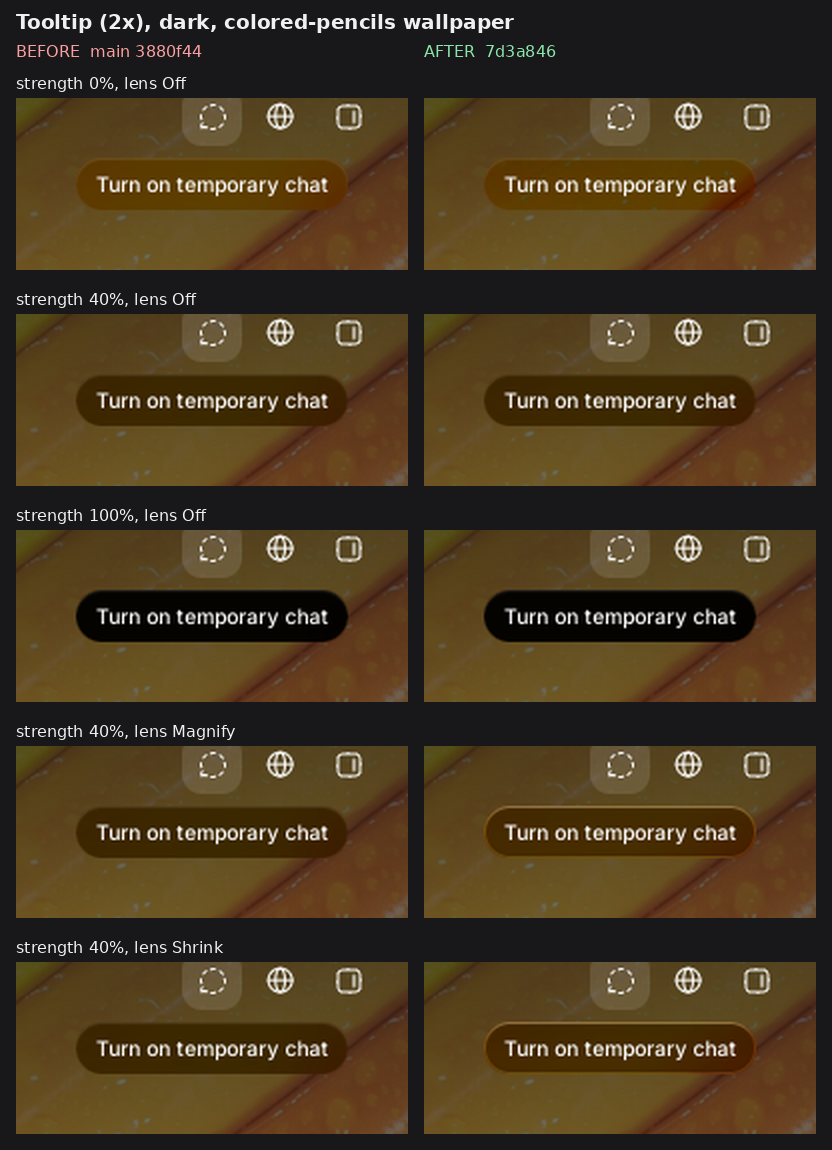 Tooltip (2x), dark, colored-pencils wallpaper
BEFORE main 3880f44
AFTER 7d3a846
strength 0%, lens Off
Turn on temporary chat
Turn on temporary chat
strength 40%, lens Off
Turn on temporary chat
Turn on temporary chat
strength 100%, lens Off
Turn on temporary chat
Turn on temporary chat
strength 40%, lens Magnify
Turn on temporary chat
Turn on temporary chat
strength 40%, lens Shrink
Turn on temporary chat
Turn on temporary chat